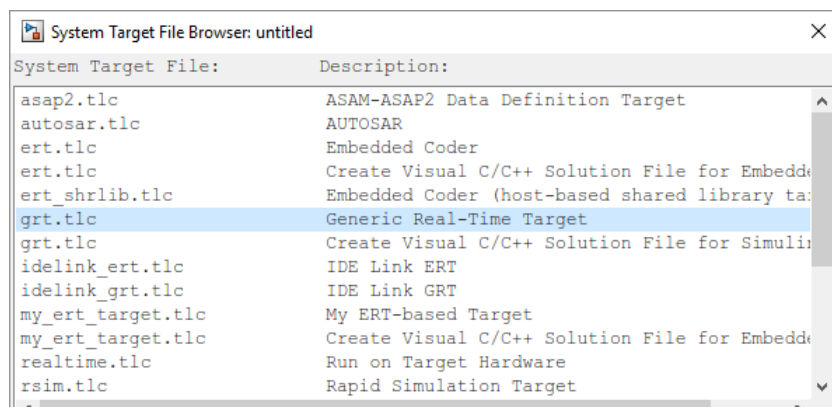 System Target File Browser: untitled
System Target File: Description:
asap2.tlc ASAM-ASAP2 Data Definition Target
autosar.tlc AUTOSAR
ert.tlc Embedded Coder
ert.tlc Create Visual C/C++ Solution File for Embedde
ert_shrlib.tlc Embedded Coder (host-based shared library ta
grt.tlc Generic Real-Time Target
grt.tlc Create Visual C/C++ Solution File for Simulin
idelink_ert.tlc IDE Link ERT
idelink_grt.tlc IDE Link GRT
my_ert_target.tlc My ERT-based Target
my_ert_target.tlc Create Visual C/C++ Solution File for Embedde
realtime.tlc Run on Target Hardware
rsim.tlc Rapid Simulation Target